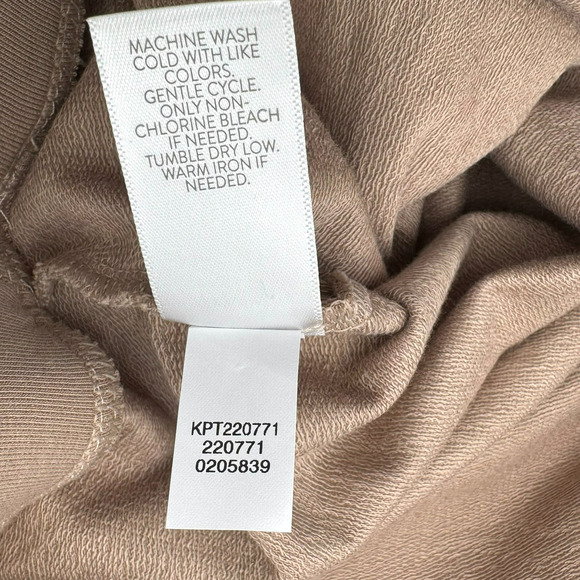 MACHINE WASH
COLD WITH LIKE
COLORS.
GENTLE CYCLE.
ONLY NON-
CHLORINE BLEACH
IF NEEDED.
TUMBLE DRY LOW.
WARM IRON IF
NEEDED.
KPT220771
220771
0205839